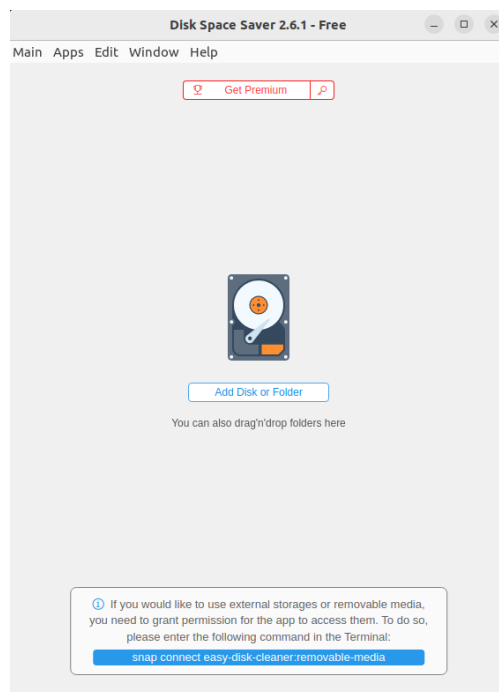 Disk Space Saver 2.6.1 - Free
Main Apps Edit Window Help
Get Premium
Add Disk or Folder
You can also drag'n'drop folders here
If you would like to use external storages or removable media,
you need to grant permission for the app to access them. To do so,
please enter the following command in the Terminal:
snap connect easy-disk-cleaner:removable-media